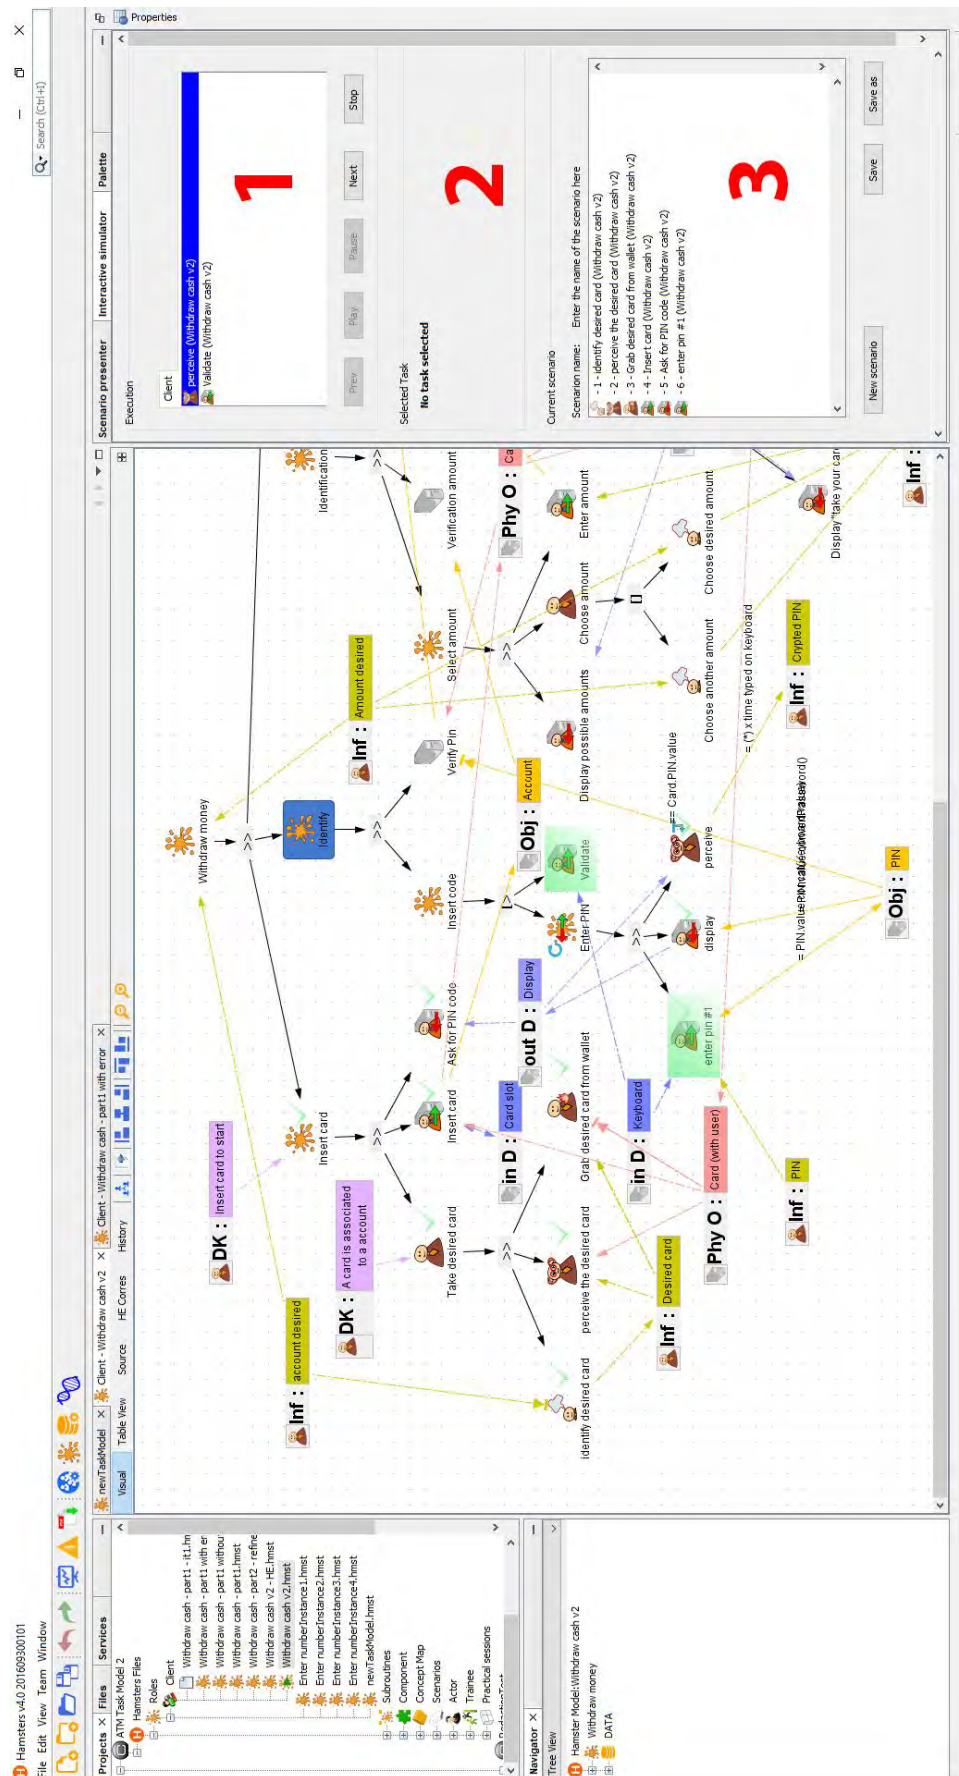 Hamsters v4.0 201609300101
File Edit View Team Window
Search (Ctrl+I)
Projects × Files Services
ATM Task Model 2
Hamsters Files
Roles
Client
Withdraw cash - part1 - it1.hn
Withdraw cash - part1 with er
Withdraw cash - part1 withou
Withdraw cash - part1.hmst
Withdraw cash - part2 - refine
Withdraw cash v2 - HE.hmst
Withdraw cash v2.hmst
Enter numberInstance1.hmst
Enter numberInstance2.hmst
Enter numberInstance3.hmst
Enter numberInstance4.hmst
newTaskModel.hmst
Subroutines
Component
Concept Map
Scenarios
Actor
Trainee
Practical sessions
Navigator ×
Tree View
Hamster Model:Withdraw cash v2
Withdraw money
DATA
newTaskModel × Client - Withdraw cash v2 × Client - Withdraw cash - part1 with error ×
Visual Table View Source HE Corres History
Withdraw money
>>
DK : Insert card to start
Inf : account desired
DK : A card is associated
to a account
Insert card
>>
Identify
>>
Inf : Amount desired
Identification
>>
Take desired card
>>
Insert card
Ask for PIN code
Insert code
[>
Verify Pin
Select amount
>>
Verification amount
in D : Card slot
out D : Display
Obj : Account
Phy O : Ca
identify desired card
perceive the desired card
Grab desired card from wallet
Enter PIN
>>
Validate
Display possible amounts
Choose amount
[]
Enter amount
Inf : Desired card
in D : Keyboard
Phy O : Card (with user)
enter pin #1
display
perceive
== Card.PIN.value
Choose another amount
Choose desired amount
= (*) x time typed on keyboard
Inf : PIN
Inf : Crypted PIN
Display "take your car
Obj : PIN
Inf :
Scenario presenter Interactive simulator Palette
Execution
Client
perceive (Withdraw cash v2)
Validate (Withdraw cash v2)
1
Prev Play Pause Next Stop
Selected Task
No task selected
2
Current scenario
Scenarion name: Enter the name of the scenario here
- 1 - identify desired card (Withdraw cash v2)
- 2 - perceive the desired card (Withdraw cash v2)
- 3 - Grab desired card from wallet (Withdraw cash v2)
- 4 - Insert card (Withdraw cash v2)
- 5 - Ask for PIN code (Withdraw cash v2)
- 6 - enter pin #1 (Withdraw cash v2)
3
New scenario Save Save as
Properties